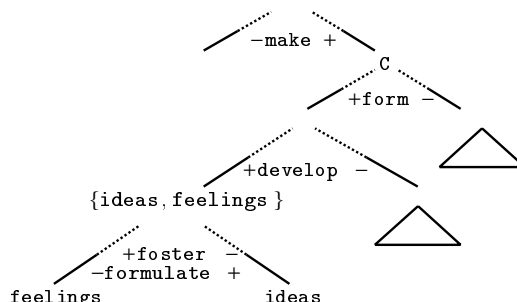 −make +
C
+form −
+develop −
{ideas, feelings }
+foster −
−formulate +
feelings ideas